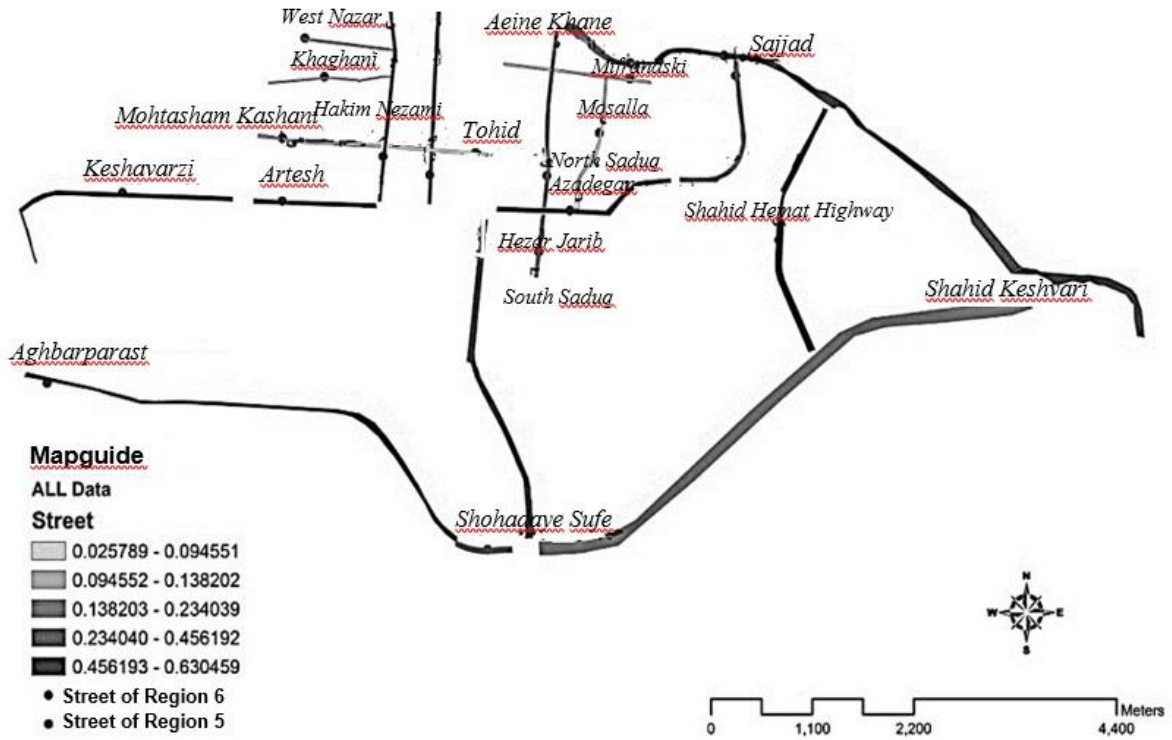 West Nazar
Aeine Khane
Sajjad
Khaghani
Mirfandski
Mohtasham Kashani
Hakim Nezami
Mosalla
Tohid
North Sadug
Keshavarzi
Artesh
Azadegan
Shahid Hemat Highway
Hezar Jarib
South Sadug
Shahid Keshvari
Aghbarparast
Mapguide
ALL Data
Street
Shohadaye Sufe
0.025789 - 0.094551
0.094552 - 0.138202
0.138203 - 0.234039
0.234040 - 0.456192
0.456193 - 0.630459
Street of Region 6
Street of Region 5
N
W E
S
Meters
0 1,100 2,200 4,400